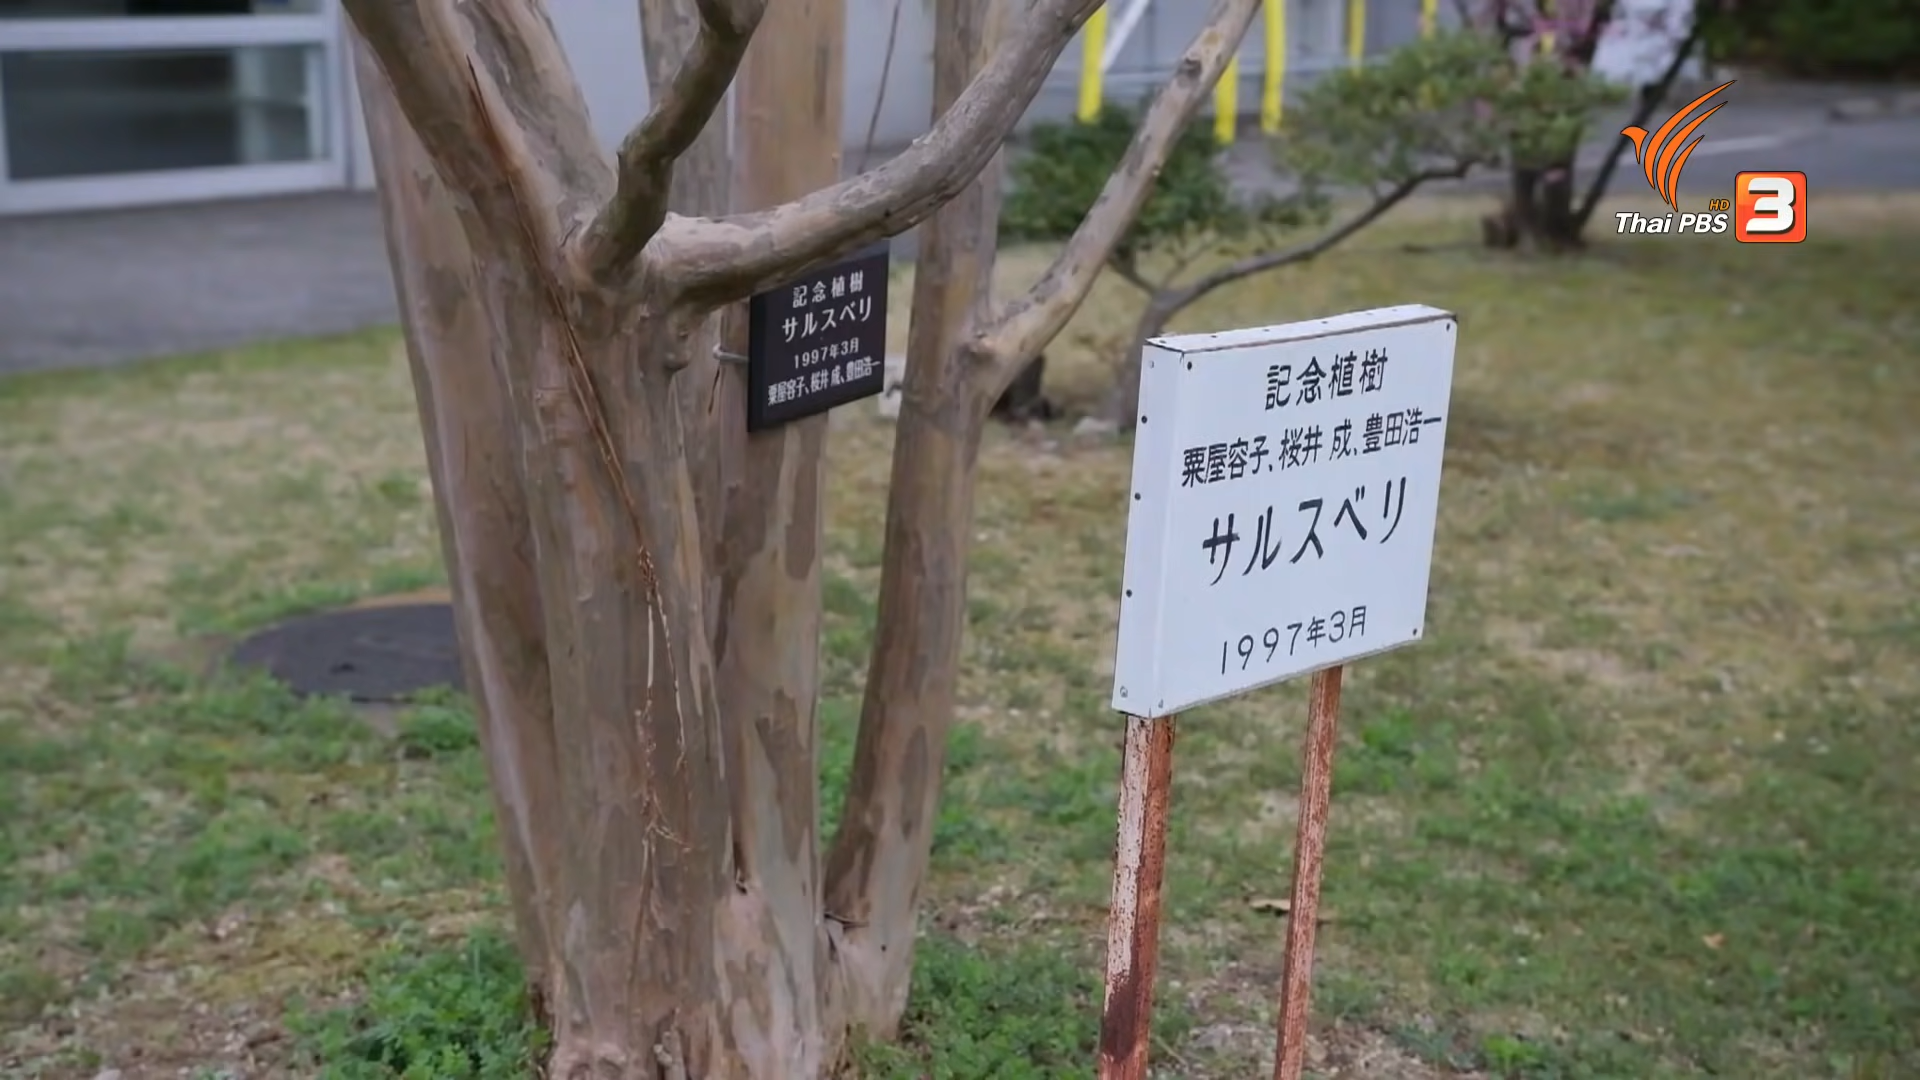 記念植樹
サルスベリ
1997年3月
粟屋容子、桜井 成、豊田浩一
記念植樹
粟屋容子、桜井 成、豊田浩一
サルスベリ
1997年3月
HD
Thai PBS 3